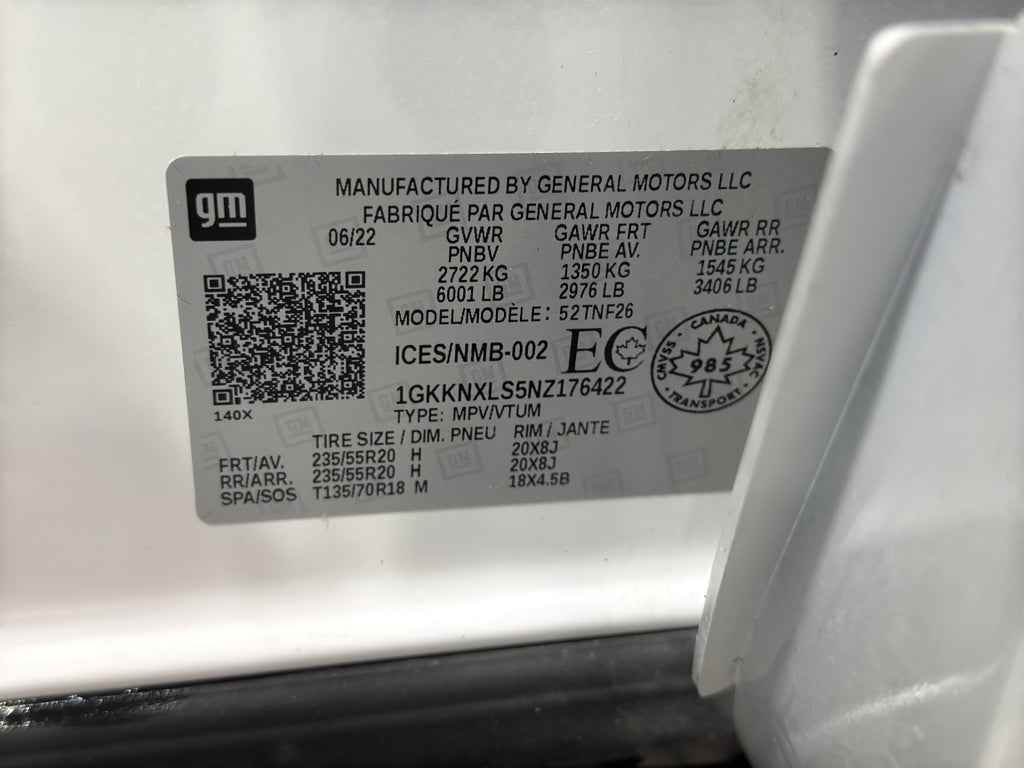 gm
MANUFACTURED BY GENERAL MOTORS LLC
FABRIQUÉ PAR GENERAL MOTORS LLC
06/22 GVWR GAWR FRT GAWR RR
PNBV PNBE AV. PNBE ARR.
2722 KG 1350 KG 1545 KG
6001 LB 2976 LB 3406 LB
MODEL/MODÈLE: 52TNF26
ICES/NMB-002 EC
CANADA
CMVSS 985 NSVAC
TRANSPORT
1GKKNXLS5NZ176422
140X
TYPE: MPV/VTUM
TIRE SIZE / DIM. PNEU RIM / JANTE
FRT/AV. 235/55R20 H 20X8J
RR/ARR. 235/55R20 H 20X8J
SPA/SOS T135/70R18 M 18X4.5B